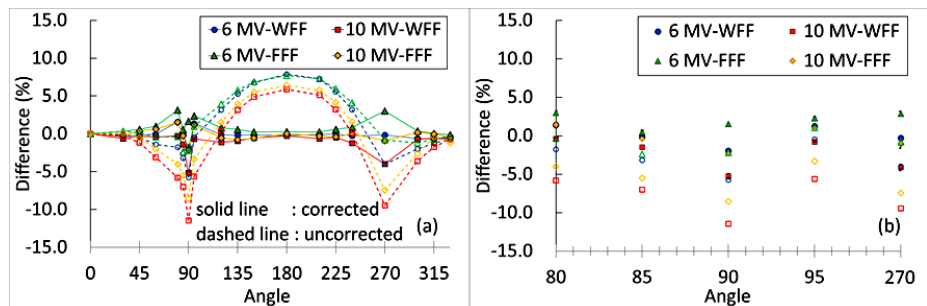 15.0
10.0
5.0
0.0
-5.0
-10.0
-15.0
Difference (%)
6 MV-WFF
10 MV-WFF
6 MV-FFF
10 MV-FFF
solid line : corrected
dashed line : uncorrected
(a)
0 45 90 135 180 225 270 315
Angle
15.0
10.0
5.0
0.0
-5.0
-10.0
-15.0
Difference (%)
6 MV-WFF
10 MV-WFF
6 MV-FFF
10 MV-FFF
(b)
80 85 90 95 270
Angle